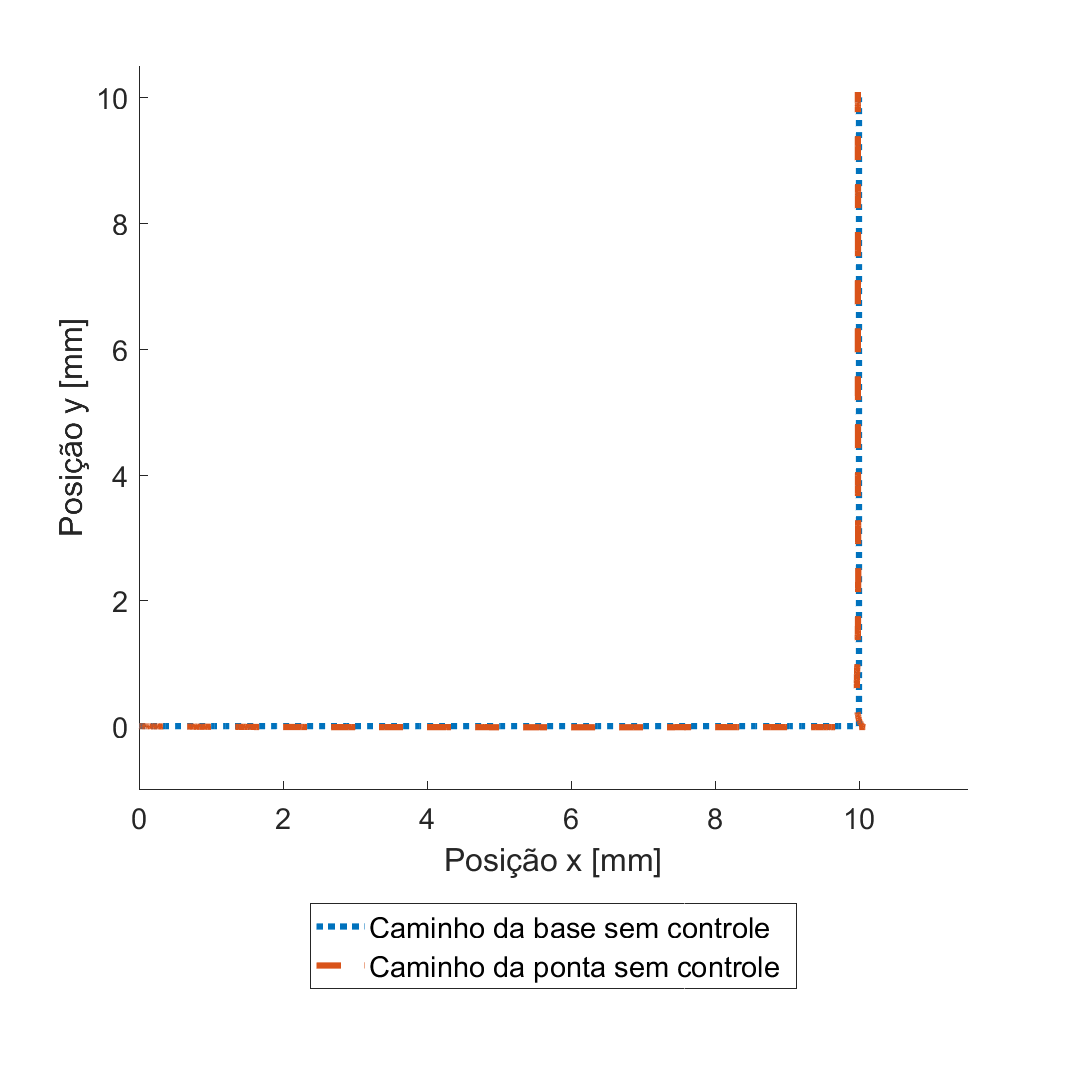 10
8
6
4
2
0
Posição y [mm]
0 2 4 6 8 10
Posição x [mm]
Caminho da base sem controle
Caminho da ponta sem controle